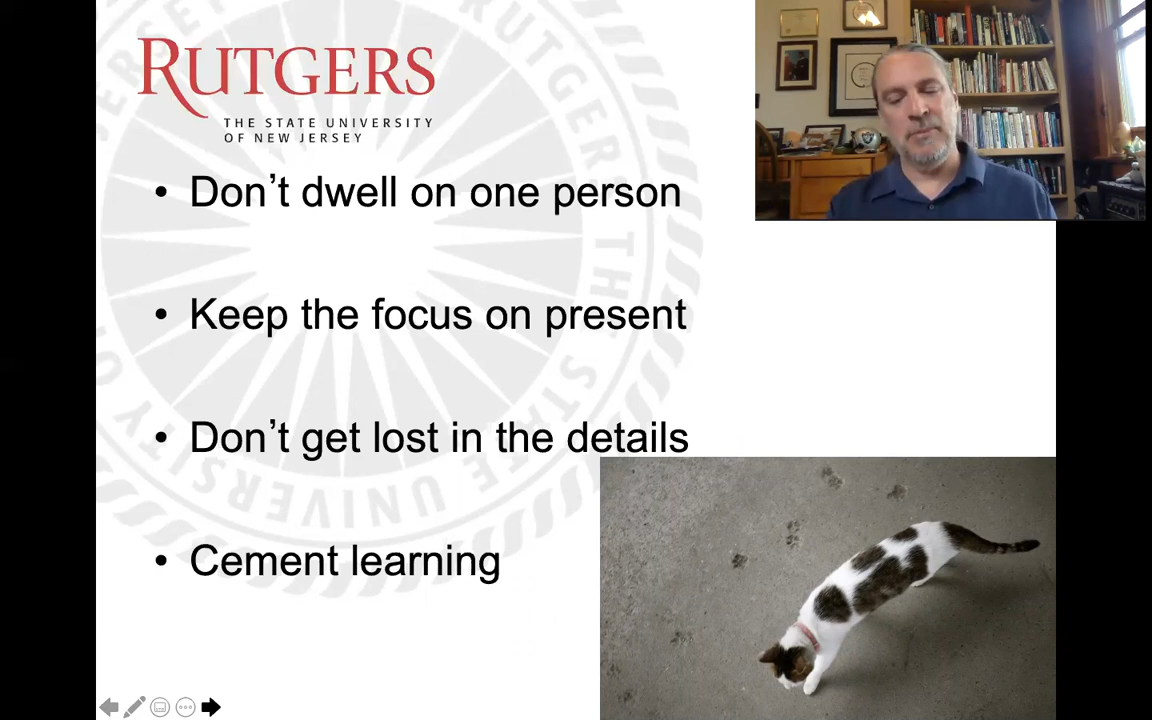 RUTGERS
THE STATE UNIVERSITY
OF NEW JERSEY
• Don't dwell on one person
• Keep the focus on present
• Don't get lost in the details
• Cement learning